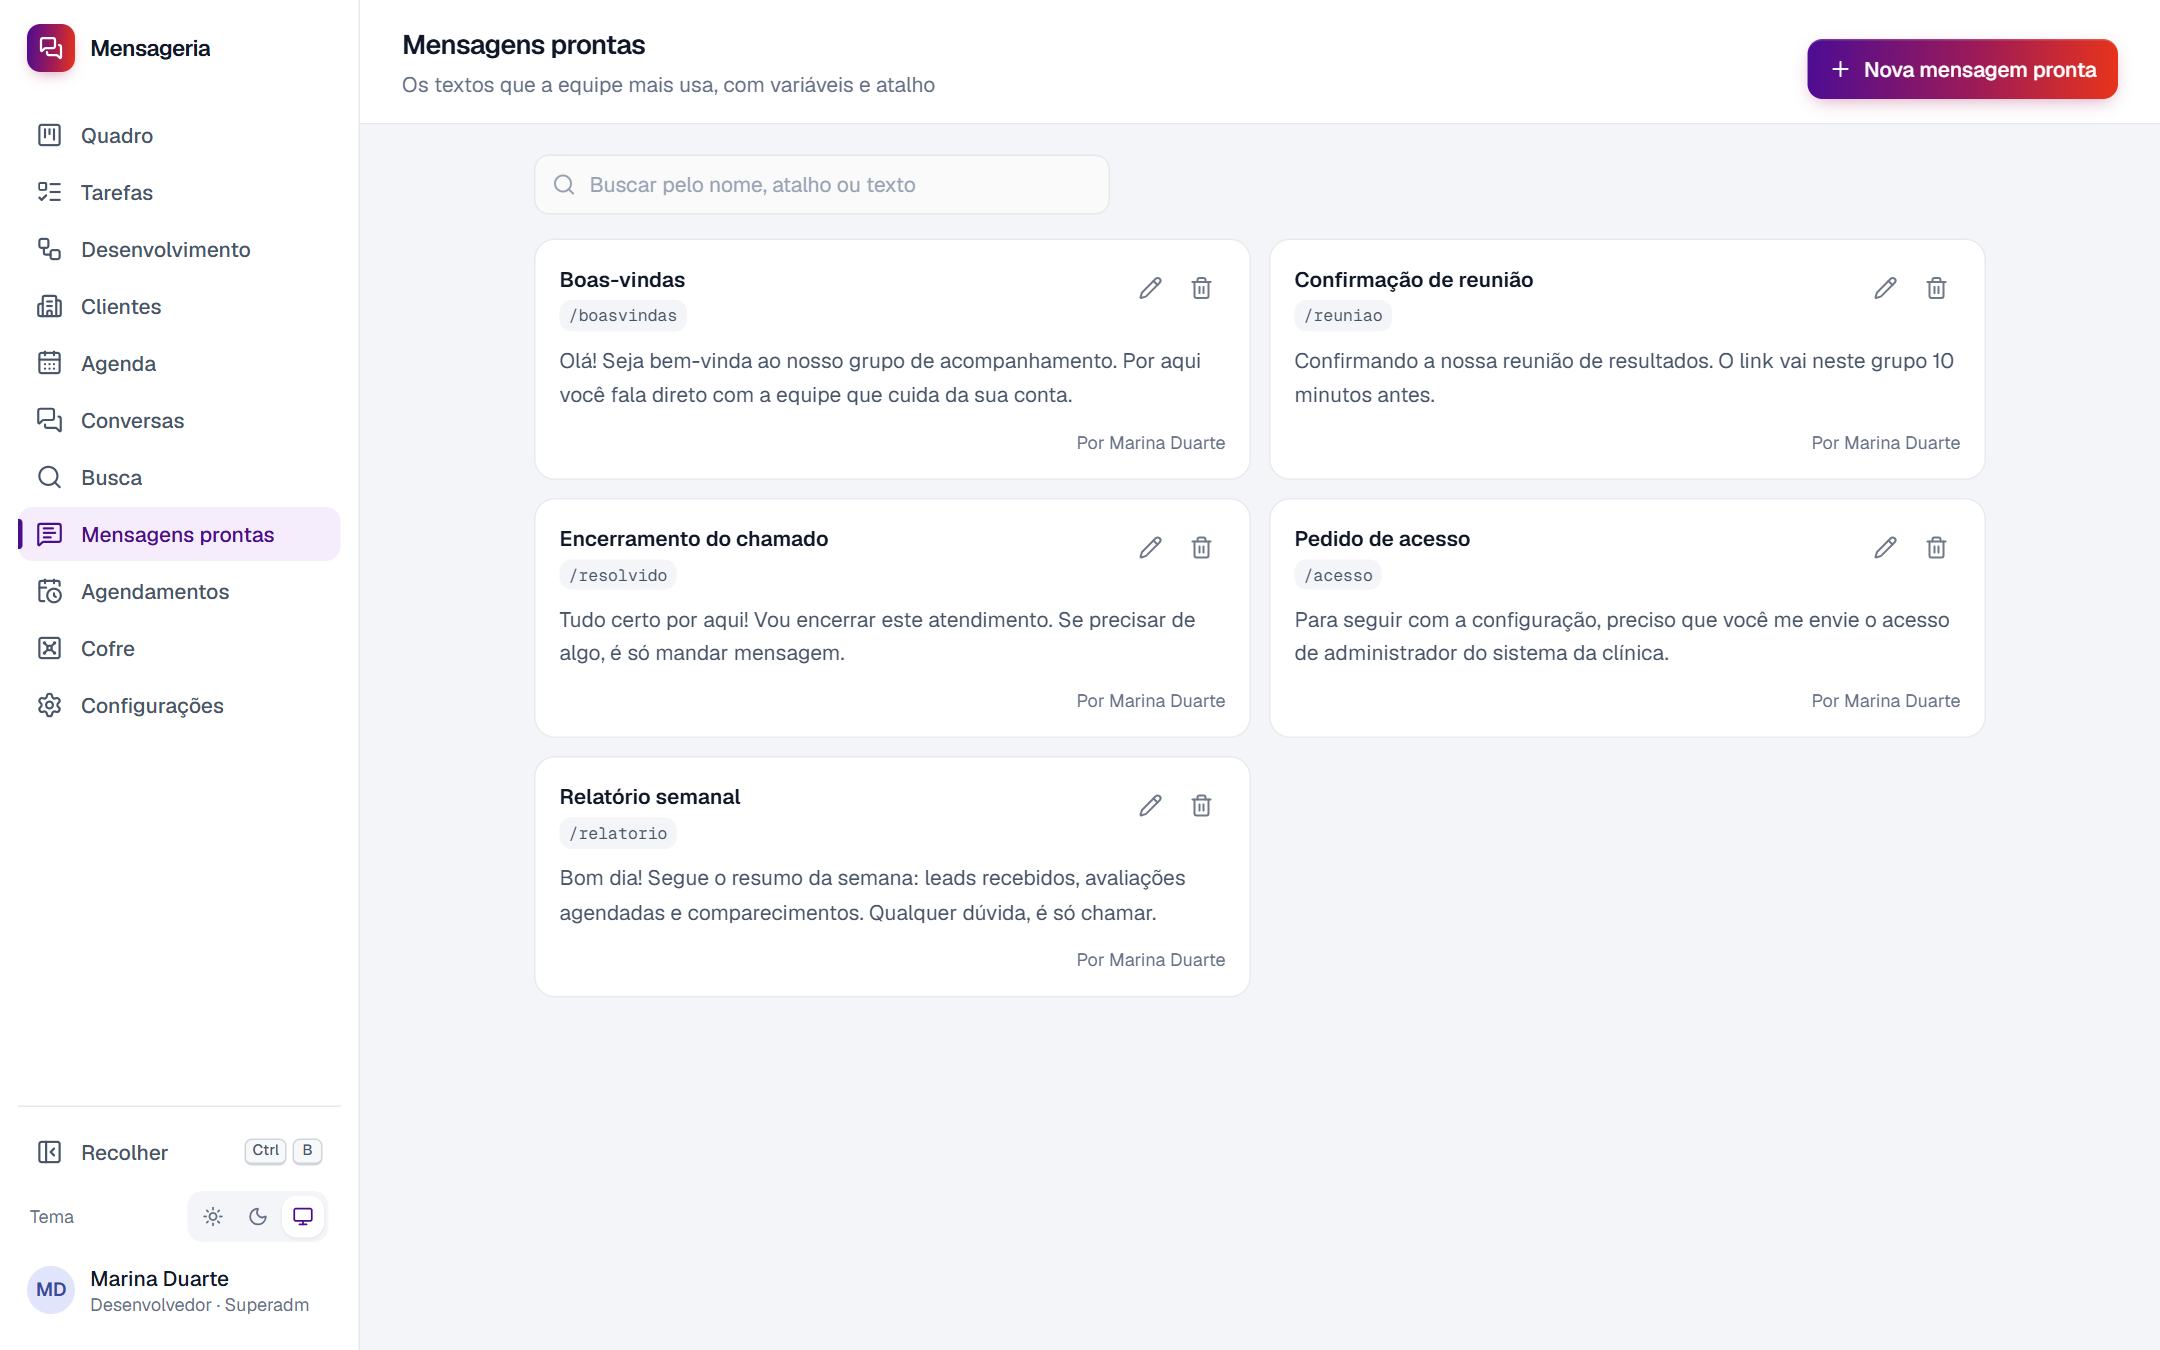 Mensageria
Quadro
Tarefas
Desenvolvimento
Clientes
Agenda
Conversas
Busca
Mensagens prontas
Agendamentos
Cofre
Configurações
Recolher
Ctrl B
Tema
MD
Marina Duarte
Desenvolvedor · Superadm
Mensagens prontas
Os textos que a equipe mais usa, com variáveis e atalho
Nova mensagem pronta
Buscar pelo nome, atalho ou texto
Boas-vindas
/boasvindas
Olá! Seja bem-vinda ao nosso grupo de acompanhamento. Por aqui
você fala direto com a equipe que cuida da sua conta.
Por Marina Duarte
Confirmação de reunião
/reuniao
Confirmando a nossa reunião de resultados. O link vai neste grupo 10
minutos antes.
Por Marina Duarte
Encerramento do chamado
/resolvido
Tudo certo por aqui! Vou encerrar este atendimento. Se precisar de
algo, é só mandar mensagem.
Por Marina Duarte
Pedido de acesso
/acesso
Para seguir com a configuração, preciso que você me envie o acesso
de administrador do sistema da clínica.
Por Marina Duarte
Relatório semanal
/relatorio
Bom dia! Segue o resumo da semana: leads recebidos, avaliações
agendadas e comparecimentos. Qualquer dúvida, é só chamar.
Por Marina Duarte